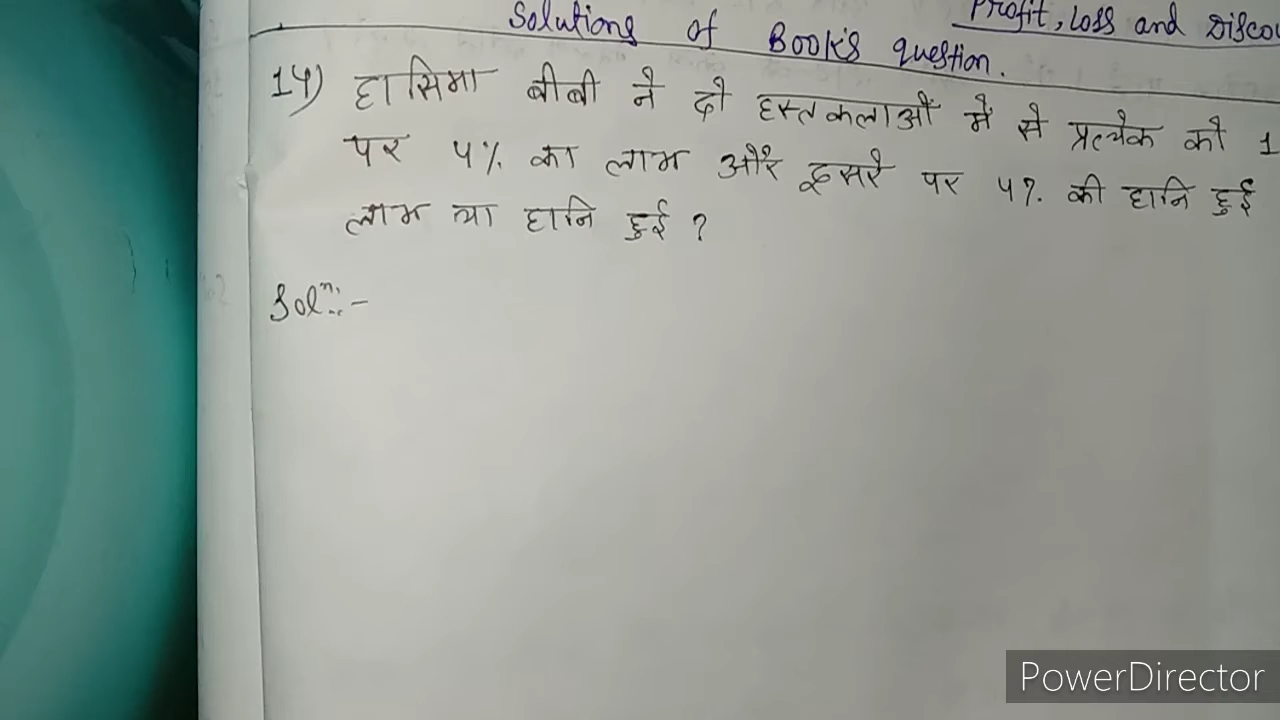 Profit, Loss and Discou
Solutions of Book's question.
14) हासिमा बीबी ने दो हस्तकलाओं में से प्रत्येक को 1
पर 4% का लाभ और दूसरे पर 4% की हानि हुई
लाभ या हानि हुई ?
Solⁿ:-
PowerDirector